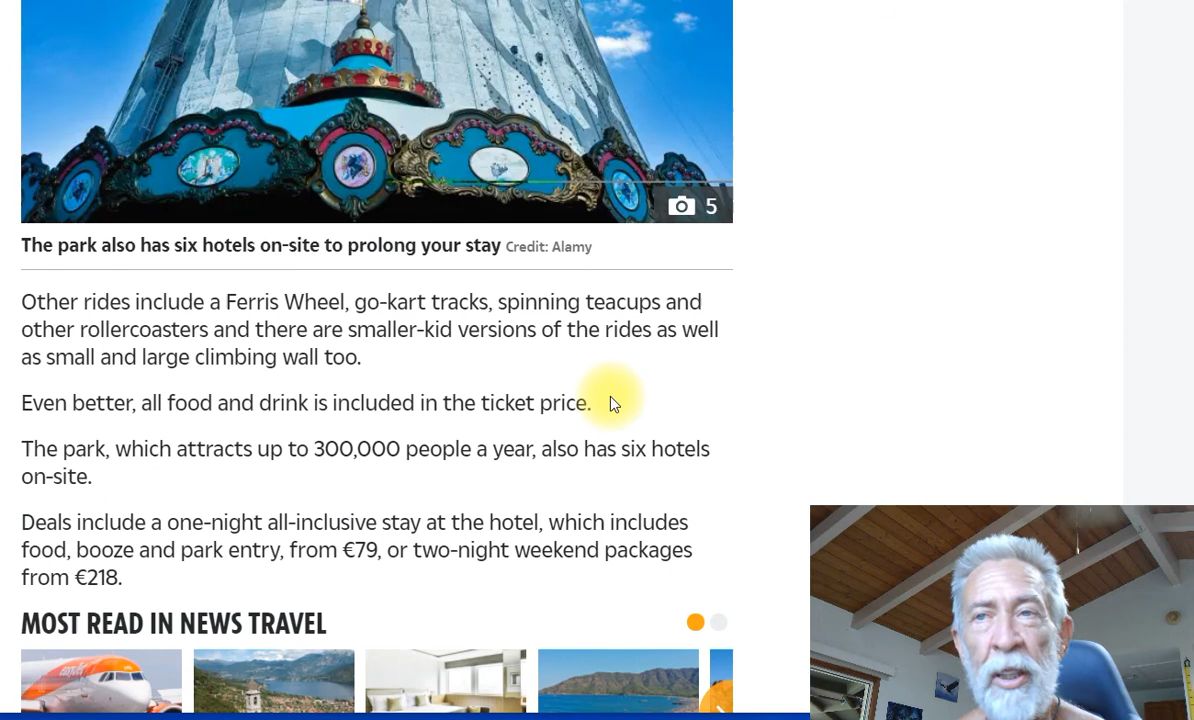 5
The park also has six hotels on-site to prolong your stay Credit: Alamy
Other rides include a Ferris Wheel, go-kart tracks, spinning teacups and
other rollercoasters and there are smaller-kid versions of the rides as well
as small and large climbing wall too.
Even better, all food and drink is included in the ticket price.
The park, which attracts up to 300,000 people a year, also has six hotels
on-site.
Deals include a one-night all-inclusive stay at the hotel, which includes
food, booze and park entry, from €79, or two-night weekend packages
from €218.
MOST READ IN NEWS TRAVEL